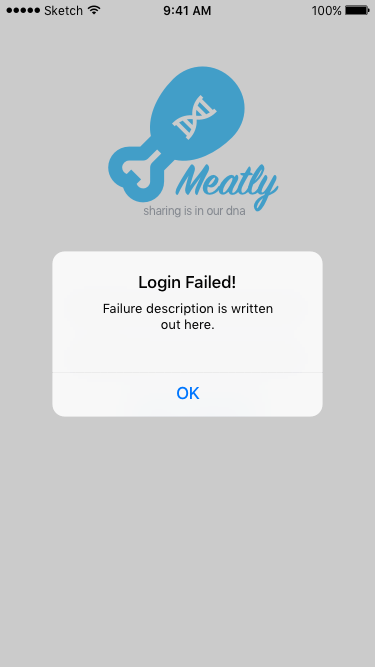 Sketch 9:41 AM 100%
Meatly
sharing is in our dna
Login Failed!
Failure description is written
out here.
OK